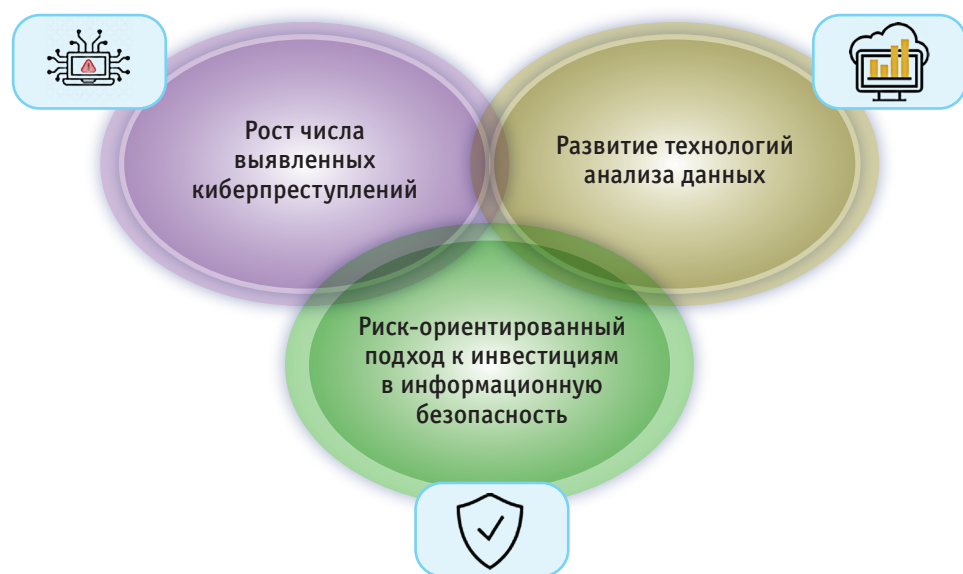 Рост числа
выявленных
киберпреступлений
Развитие технологий
анализа данных
Риск-ориентированный
подход к инвестициям
в информационную
безопасность